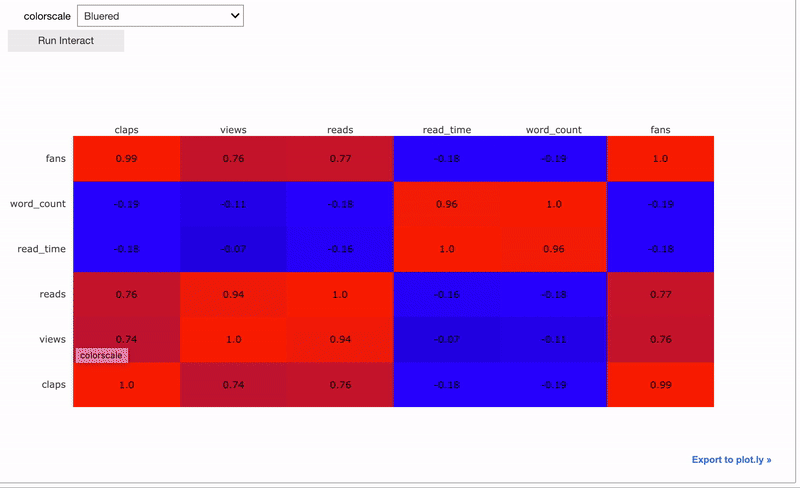 colorscale Bluered
Run Interact
claps views reads read_time word_count fans
fans 0.99 0.76 0.77 -0.18 -0.19 1.0
word_count -0.19 -0.11 -0.18 0.96 1.0 -0.19
read_time -0.18 -0.07 -0.16 1.0 0.96 -0.18
reads 0.76 0.94 1.0 -0.16 -0.18 0.77
views 0.74 1.0 0.94 -0.07 -0.11 0.76
colorscale
claps 1.0 0.74 0.76 -0.18 -0.19 0.99
Export to plot.ly »